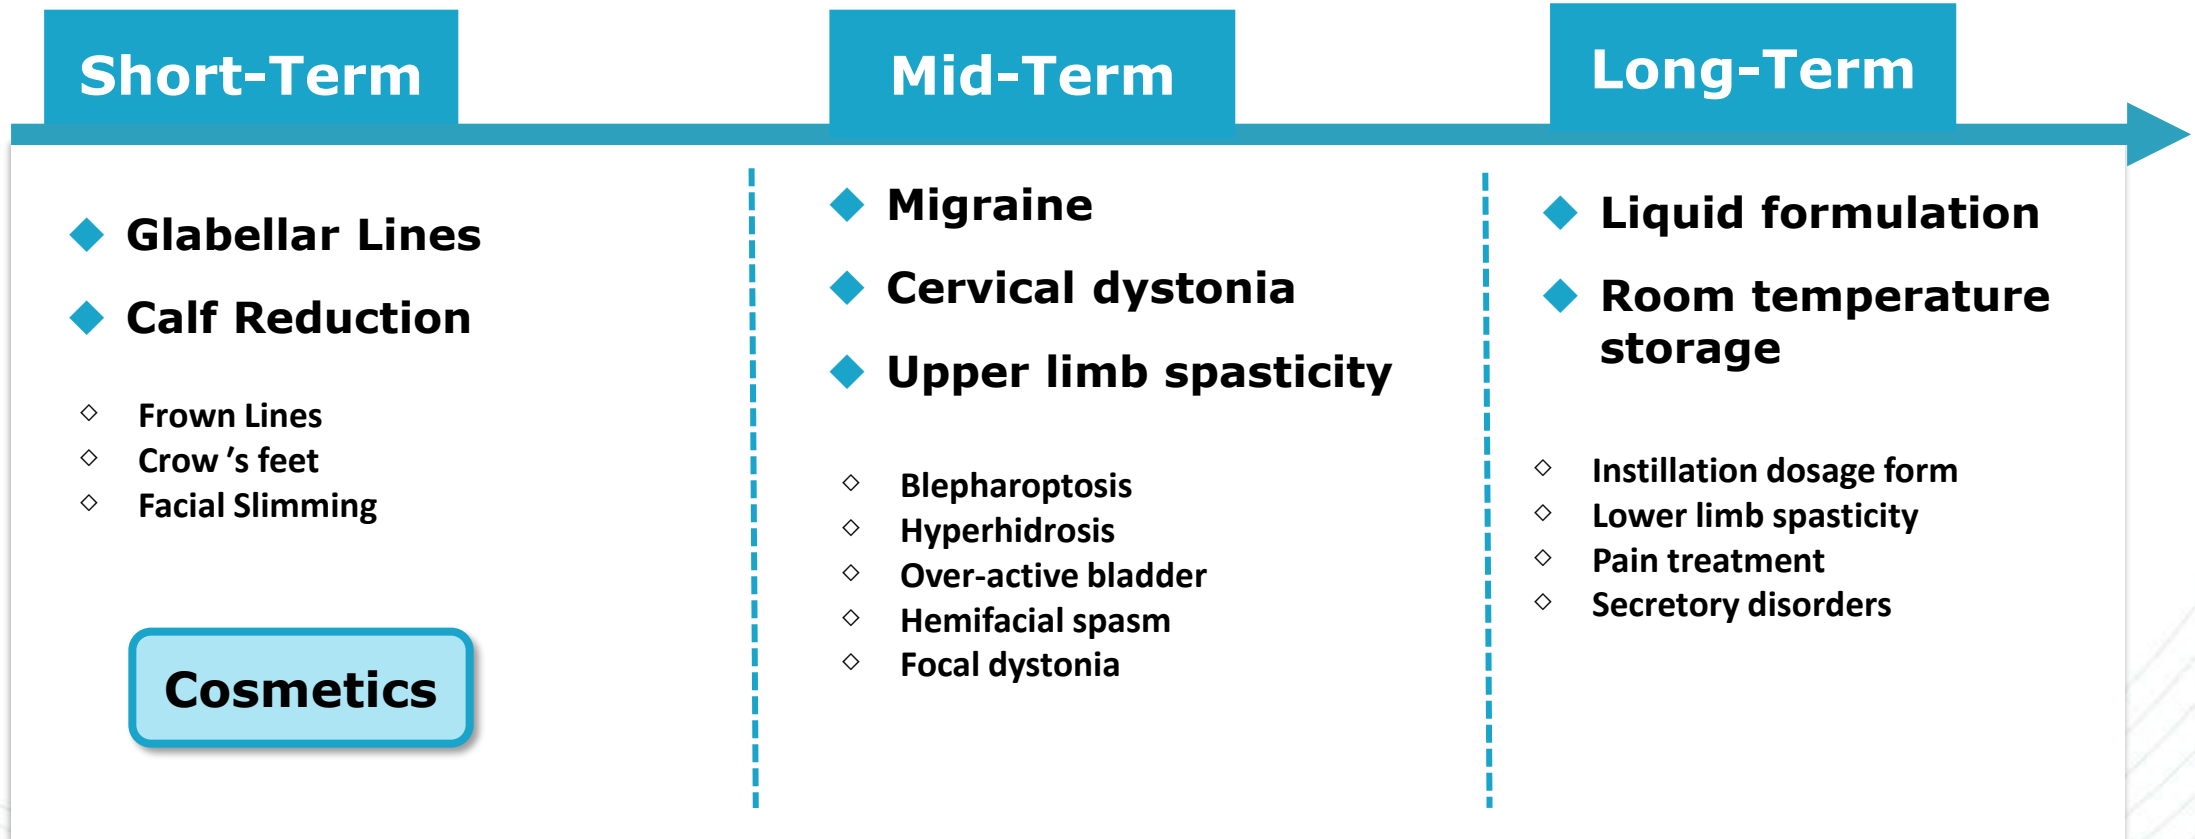 Short-Term
Mid-Term
Long-Term
Glabellar Lines
Calf Reduction
Frown Lines
Crow ’s feet
Facial Slimming
Cosmetics
Migraine
Cervical dystonia
Upper limb spasticity
Blepharoptosis
Hyperhidrosis
Over-active bladder
Hemifacial spasm
Focal dystonia
Liquid formulation
Room temperature
storage
Instillation dosage form
Lower limb spasticity
Pain treatment
Secretory disorders